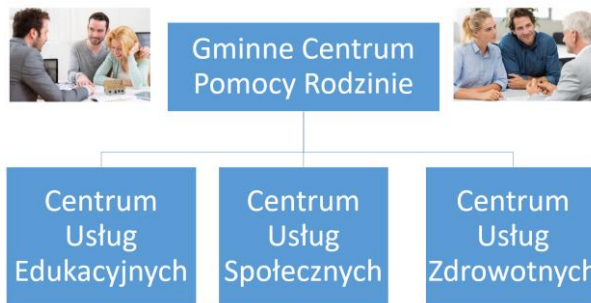 Gminne Centrum
Pomocy Rodzinie
Centrum
Usług
Edukacyjnych
Centrum
Usług
Społecznych
Centrum
Usług
Zdrowotnych